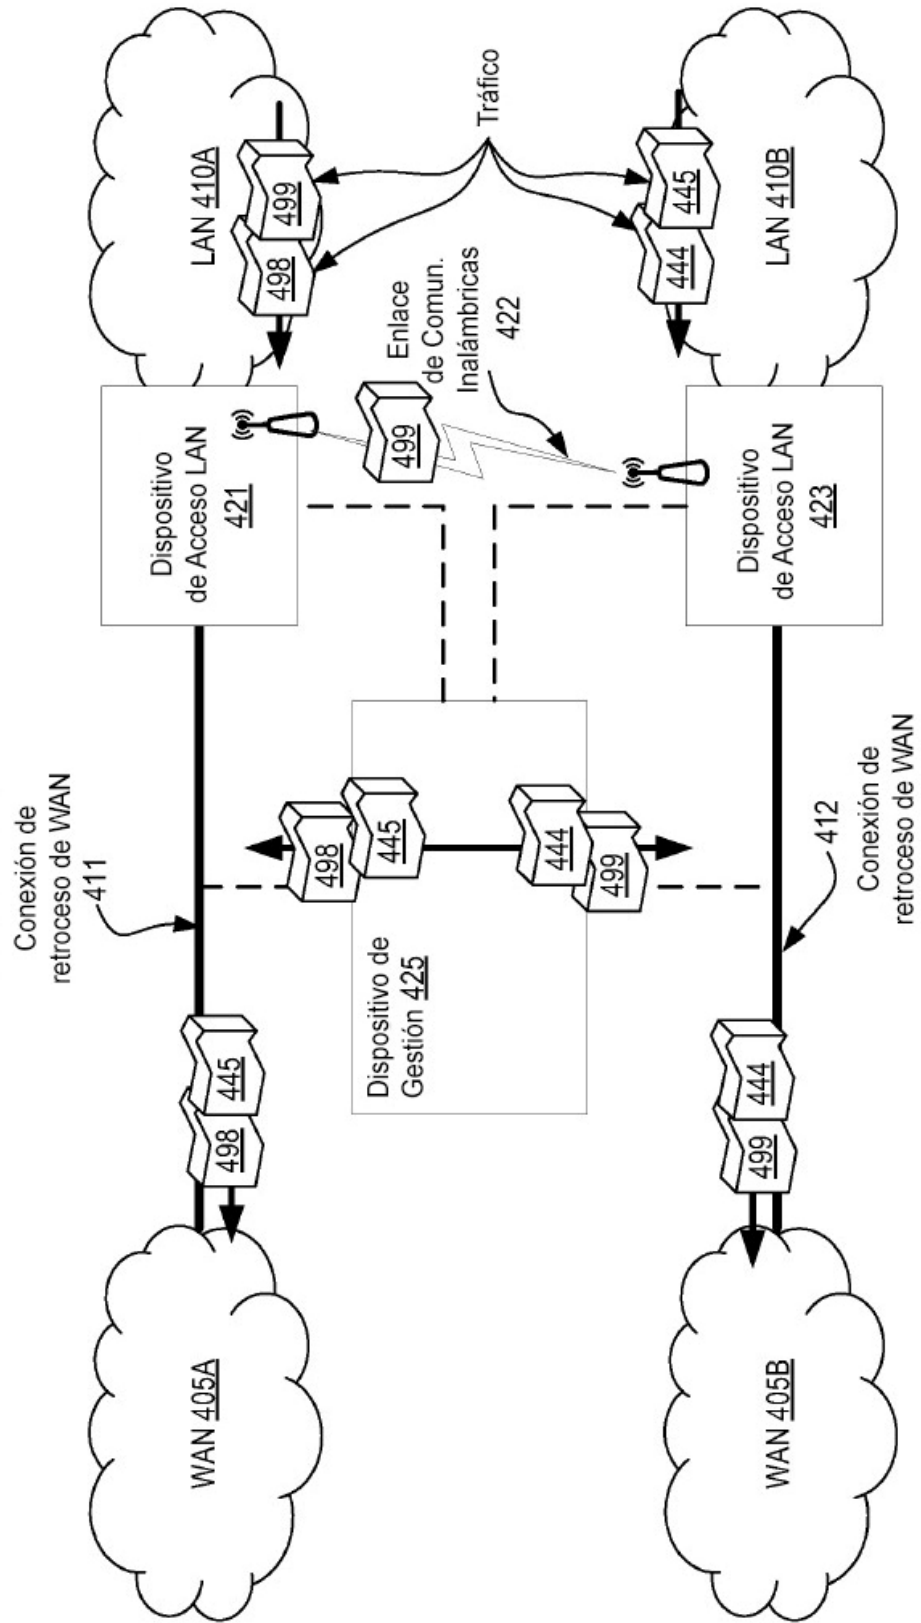 Conexión de
retroceso de WAN
411
WAN 405A
498
445
Dispositivo
de Acceso LAN
421
LAN 410A
498
499
Dispositivo de
Gestión 425
498
445
444
499
499
Enlace
de Comun.
Inalámbricas
422
Tráfico
444
445
WAN 405B
499
444
Dispositivo
de Acceso LAN
423
LAN 410B
412
Conexión de
retroceso de WAN